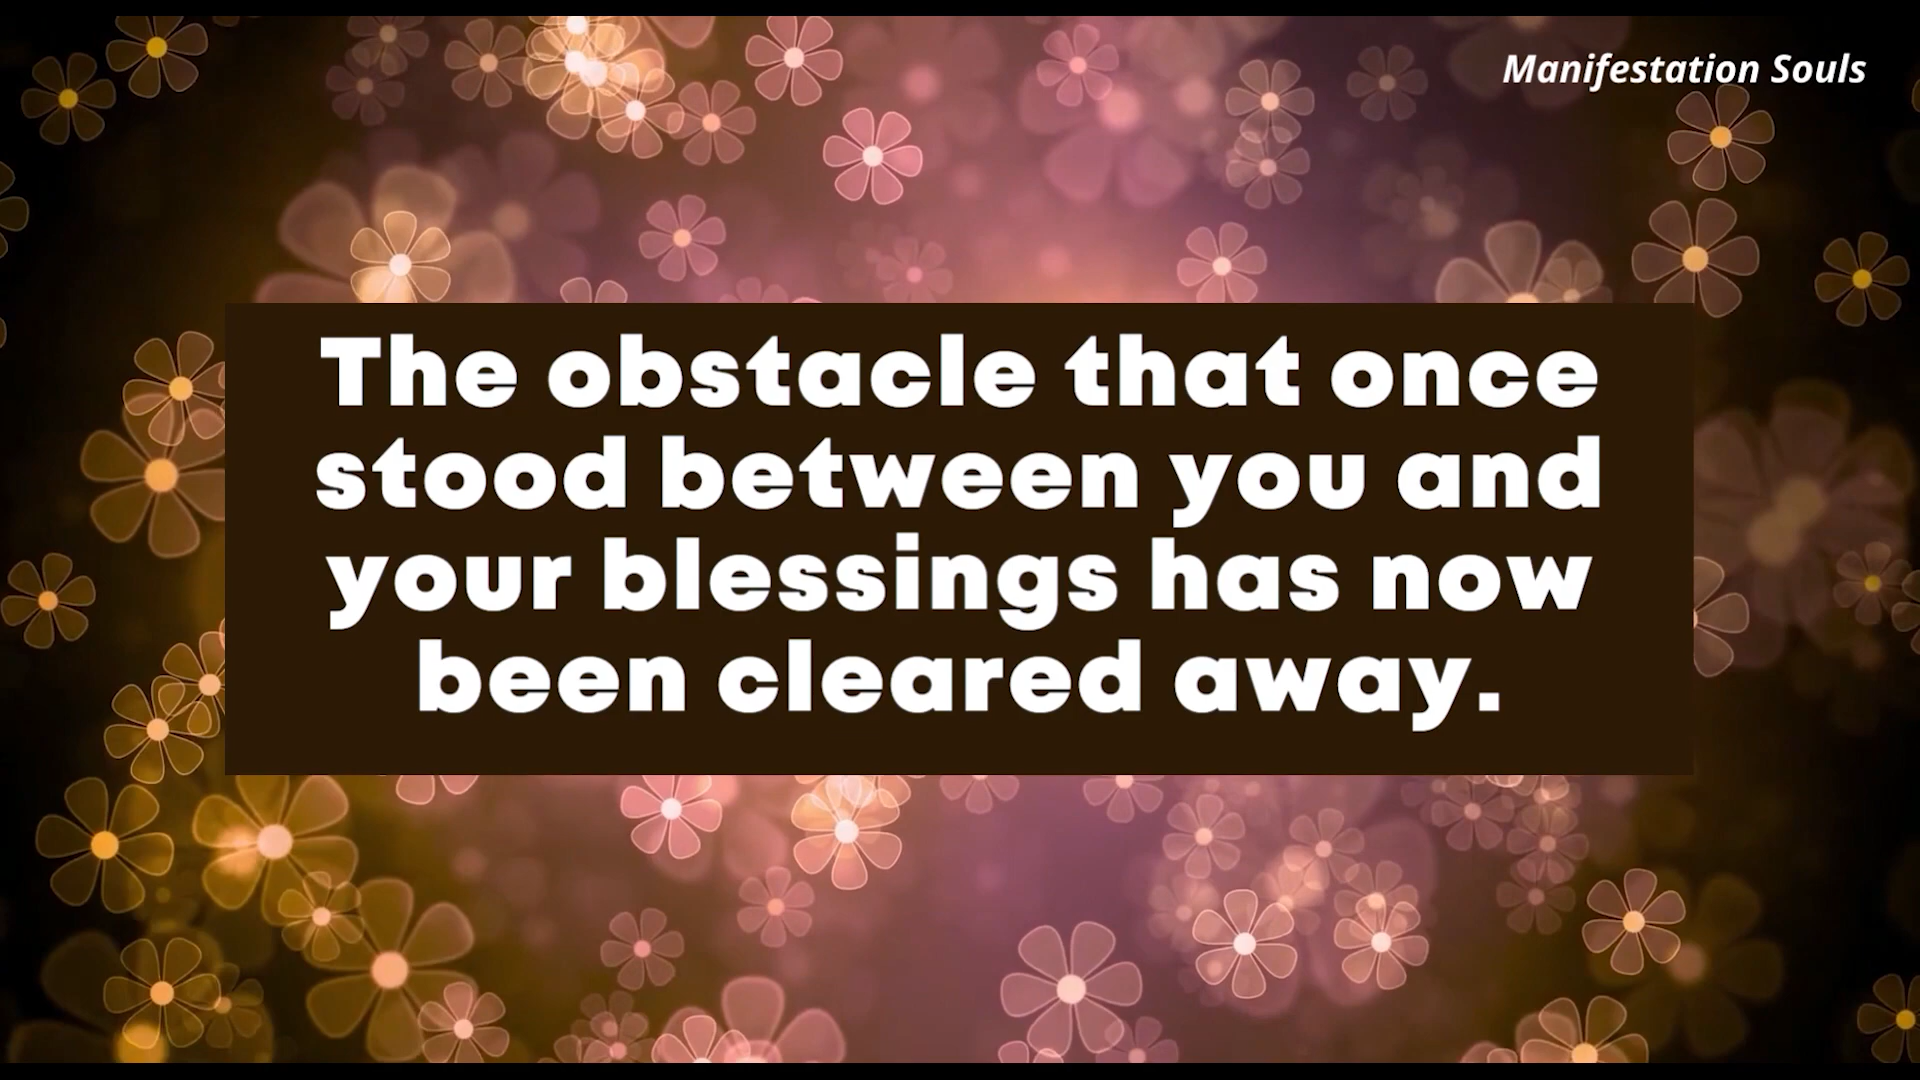 Manifestation Souls
The obstacle that once
stood between you and
your blessings has now
been cleared away.